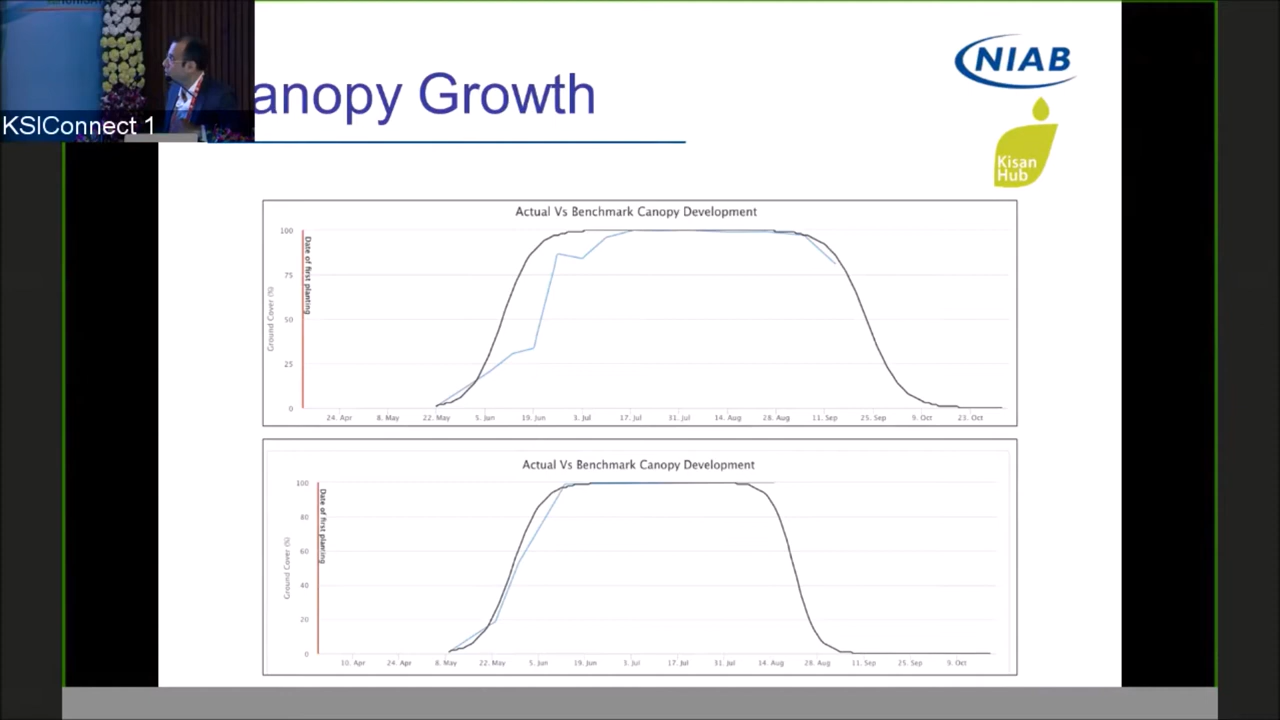 KSIConnect 1
anopy Growth
NIAB
Kisan
Hub
Actual Vs Benchmark Canopy Development
Ground Cover (%)
100
75
50
25
0
Date of first planting
24. Apr 8. May 22. May 5. Jun 19. Jun 3. Jul 17. Jul 31. Jul 14. Aug 28. Aug 11. Sep 25. Sep 9. Oct 23. Oct
Actual Vs Benchmark Canopy Development
Ground Cover (%)
100
80
60
40
20
0
Date of first planting
10. Apr 24. Apr 8. May 22. May 5. Jun 19. Jun 3. Jul 17. Jul 31. Jul 14. Aug 28. Aug 11. Sep 25. Sep 9. Oct